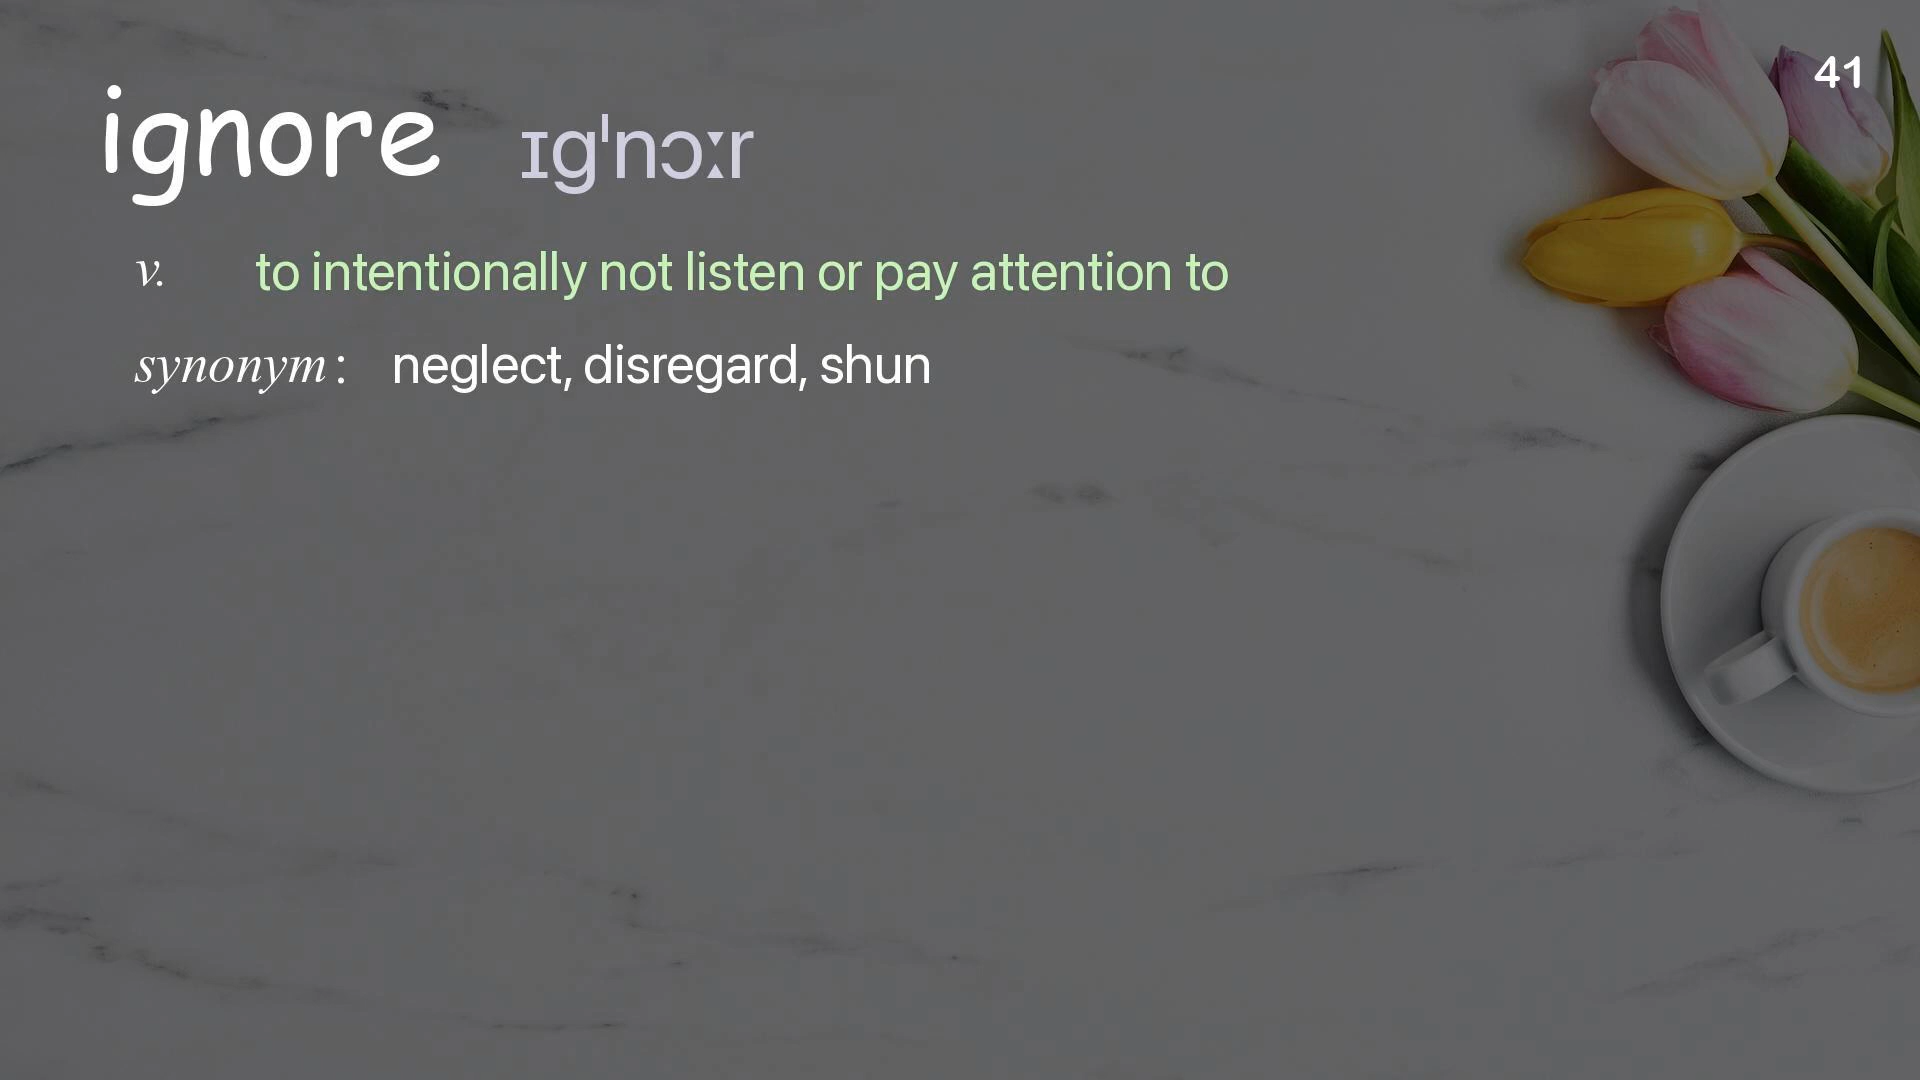 41
ignore ɪɡˈnɔːr
v. to intentionally not listen or pay attention to
synonym : neglect, disregard, shun